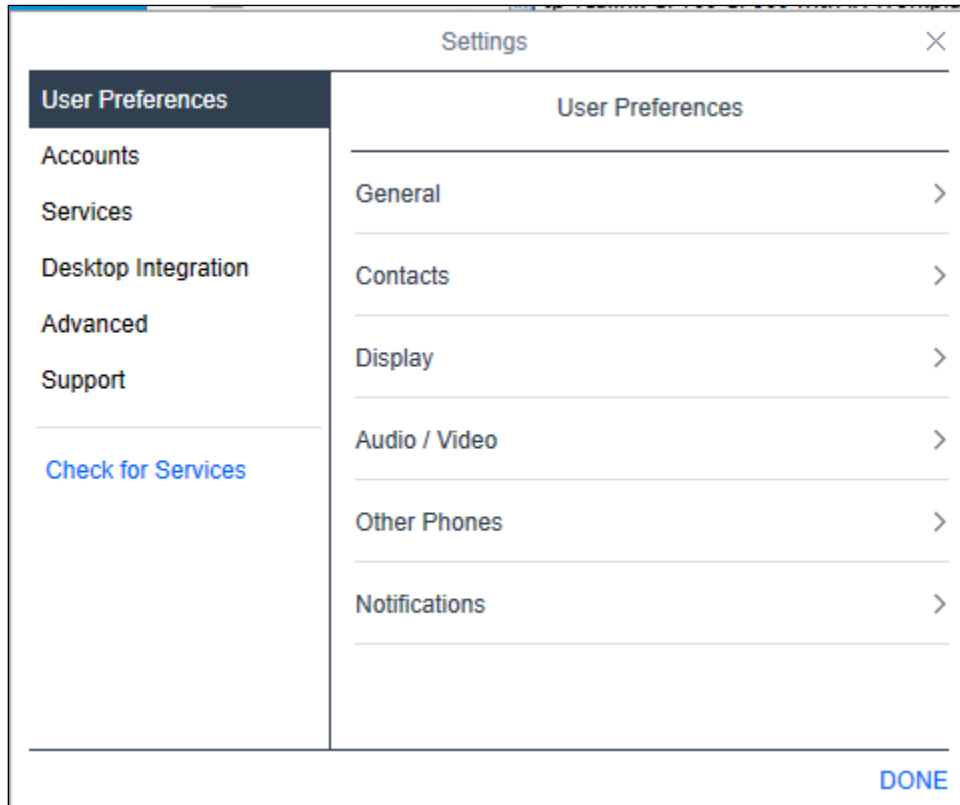 Settings
User Preferences
Accounts
Services
Desktop Integration
Advanced
Support
Check for Services
User Preferences
General
Contacts
Display
Audio / Video
Other Phones
Notifications
DONE